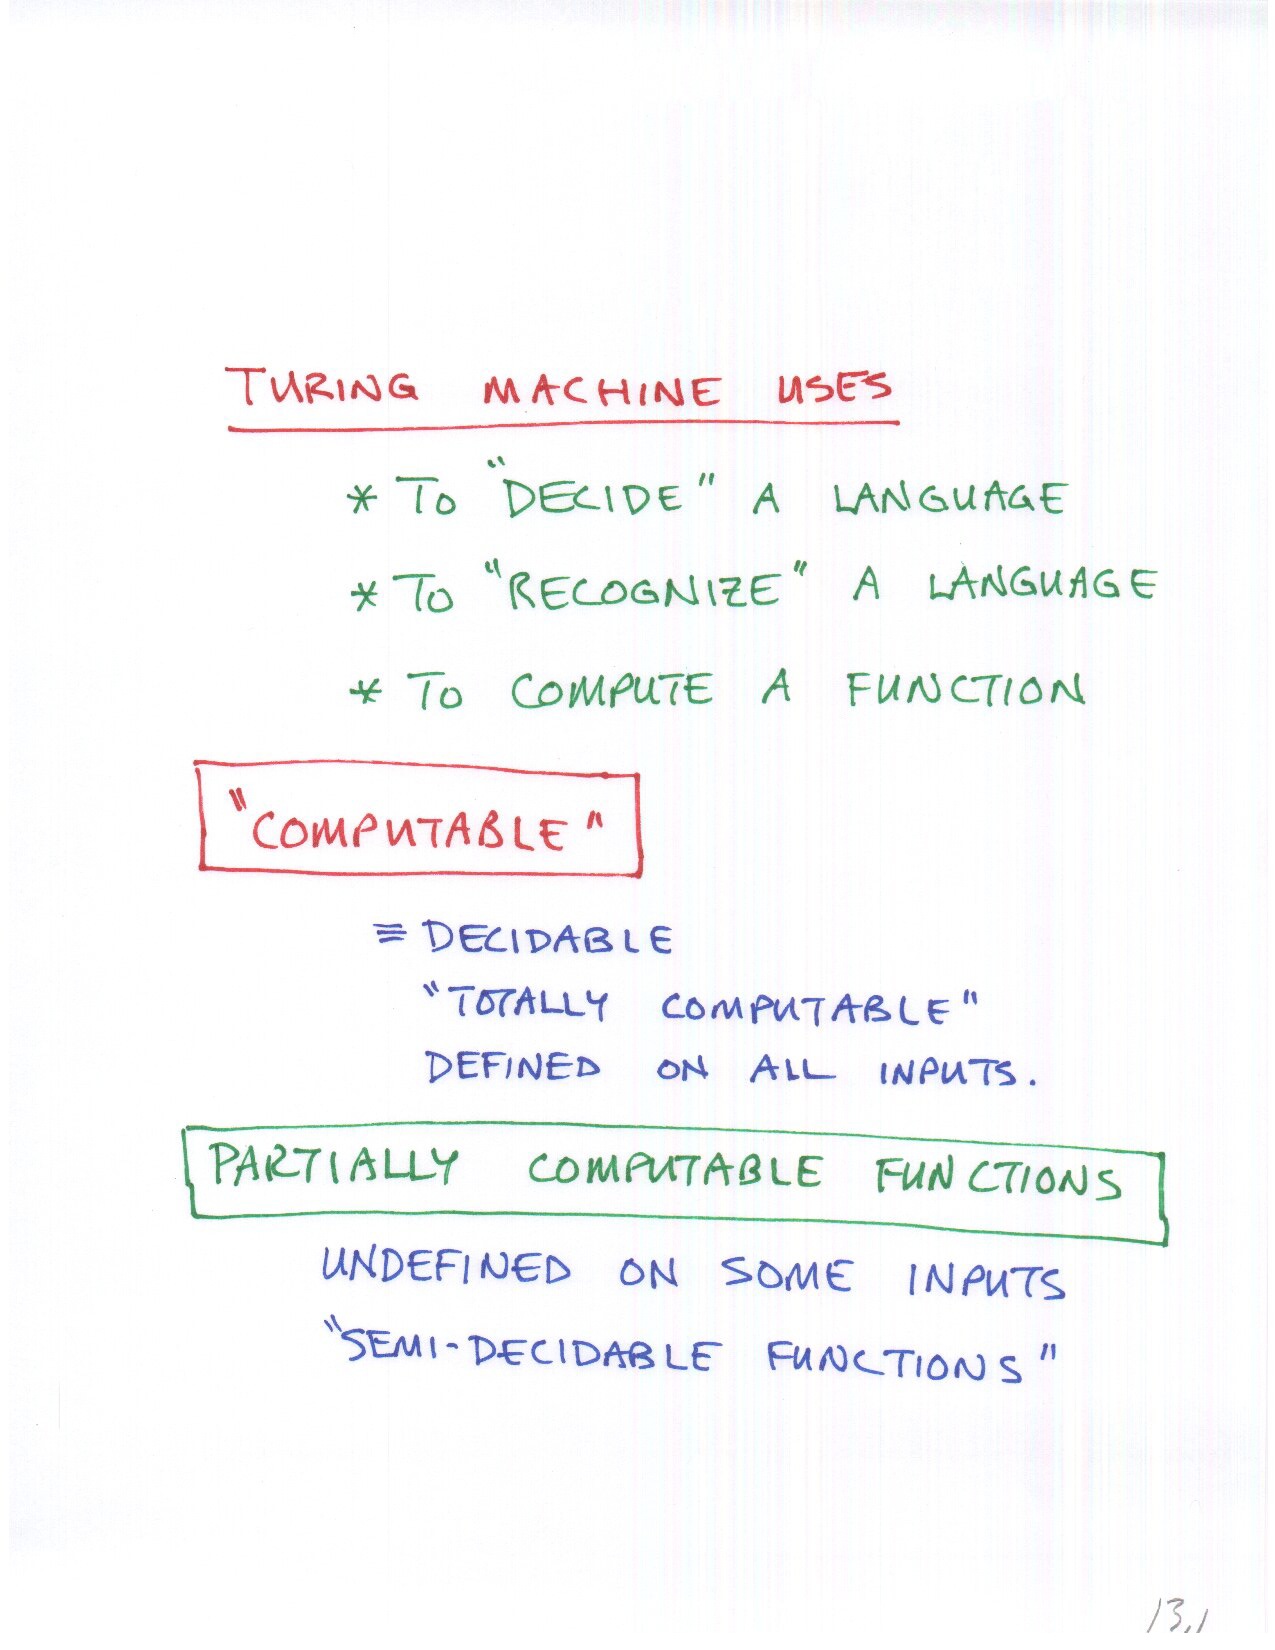 TURING MACHINE USES
* TO "DECIDE" A LANGUAGE
* TO "RECOGNIZE" A LANGUAGE
* TO COMPUTE A FUNCTION
"COMPUTABLE"
≡ DECIDABLE
"TOTALLY COMPUTABLE"
DEFINED ON ALL INPUTS.
PARTIALLY COMPUTABLE FUNCTIONS
UNDEFINED ON SOME INPUTS
"SEMI-DECIDABLE FUNCTIONS"
13.1